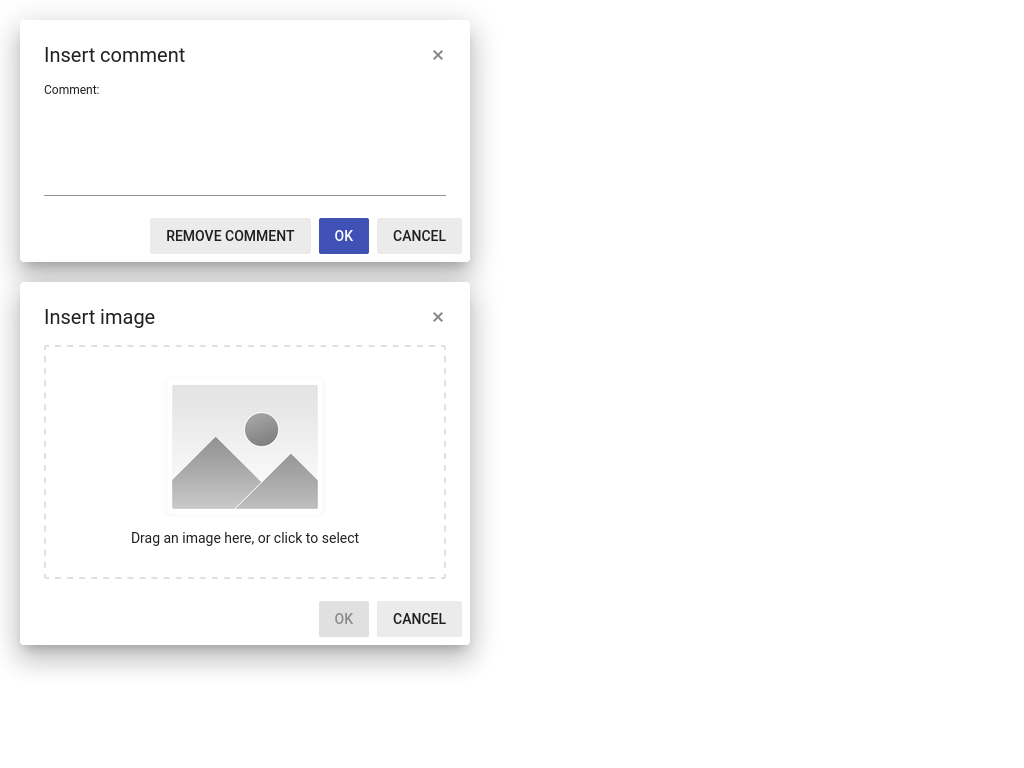 Insert comment
Comment:
REMOVE COMMENT OK CANCEL
Insert image
Drag an image here, or click to select
OK CANCEL